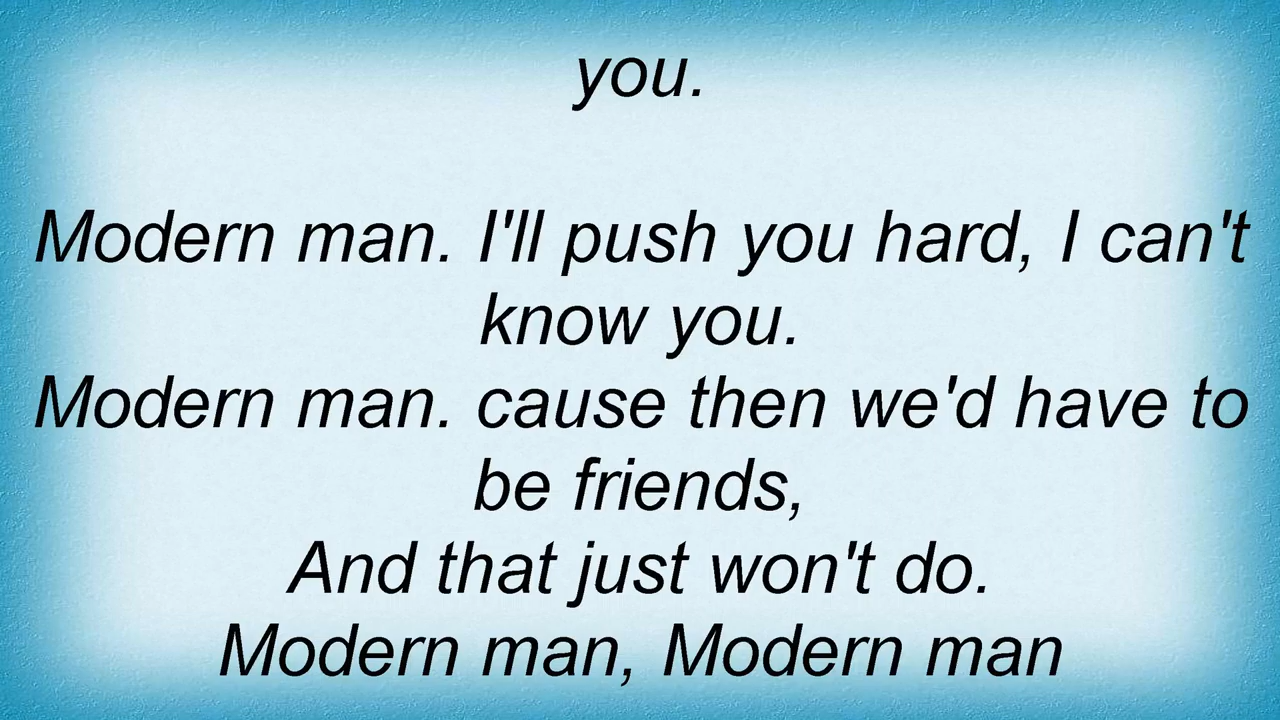 you.
Modern man. I'll push you hard, I can't
know you.
Modern man. cause then we'd have to
be friends,
And that just won't do.
Modern man, Modern man